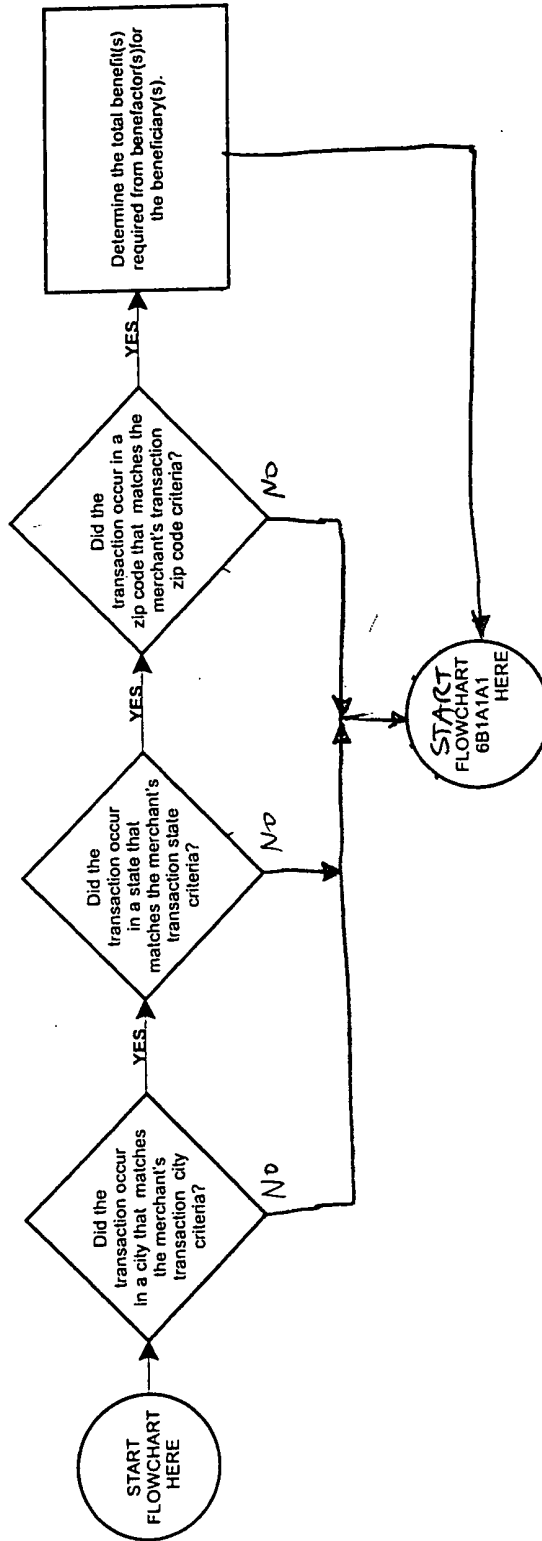 START
FLOWCHART
HERE
Did the
transaction occur
in a city that matches
the merchant's
transaction city
criteria?
NO
YES
Did the
transaction occur
in a state that
matches the merchant's
transaction state
criteria?
NO
YES
Did the
transaction occur in a
zip code that matches the
merchant's transaction
zip code criteria?
NO
YES
Determine the total benefit(s)
required from benefactor(s)for
the beneficiary(s).
START
FLOWCHART
6B1A1A1
HERE